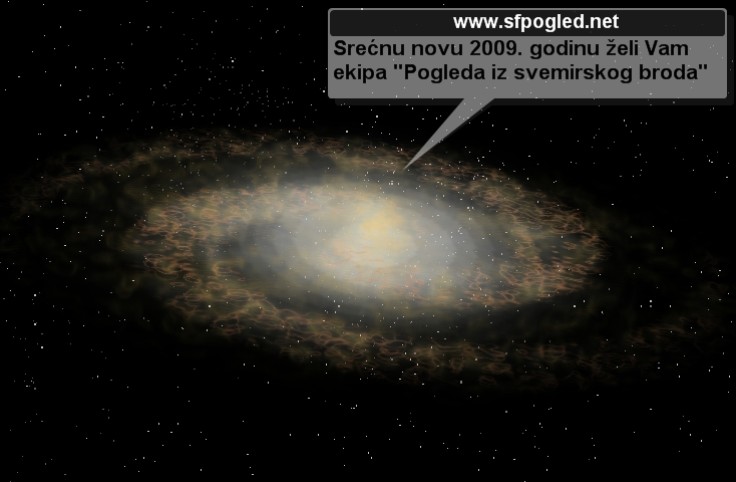 www.sfpogled.net
Srećnu novu 2009. godinu želi Vam
ekipa "Pogleda iz svemirskog broda"